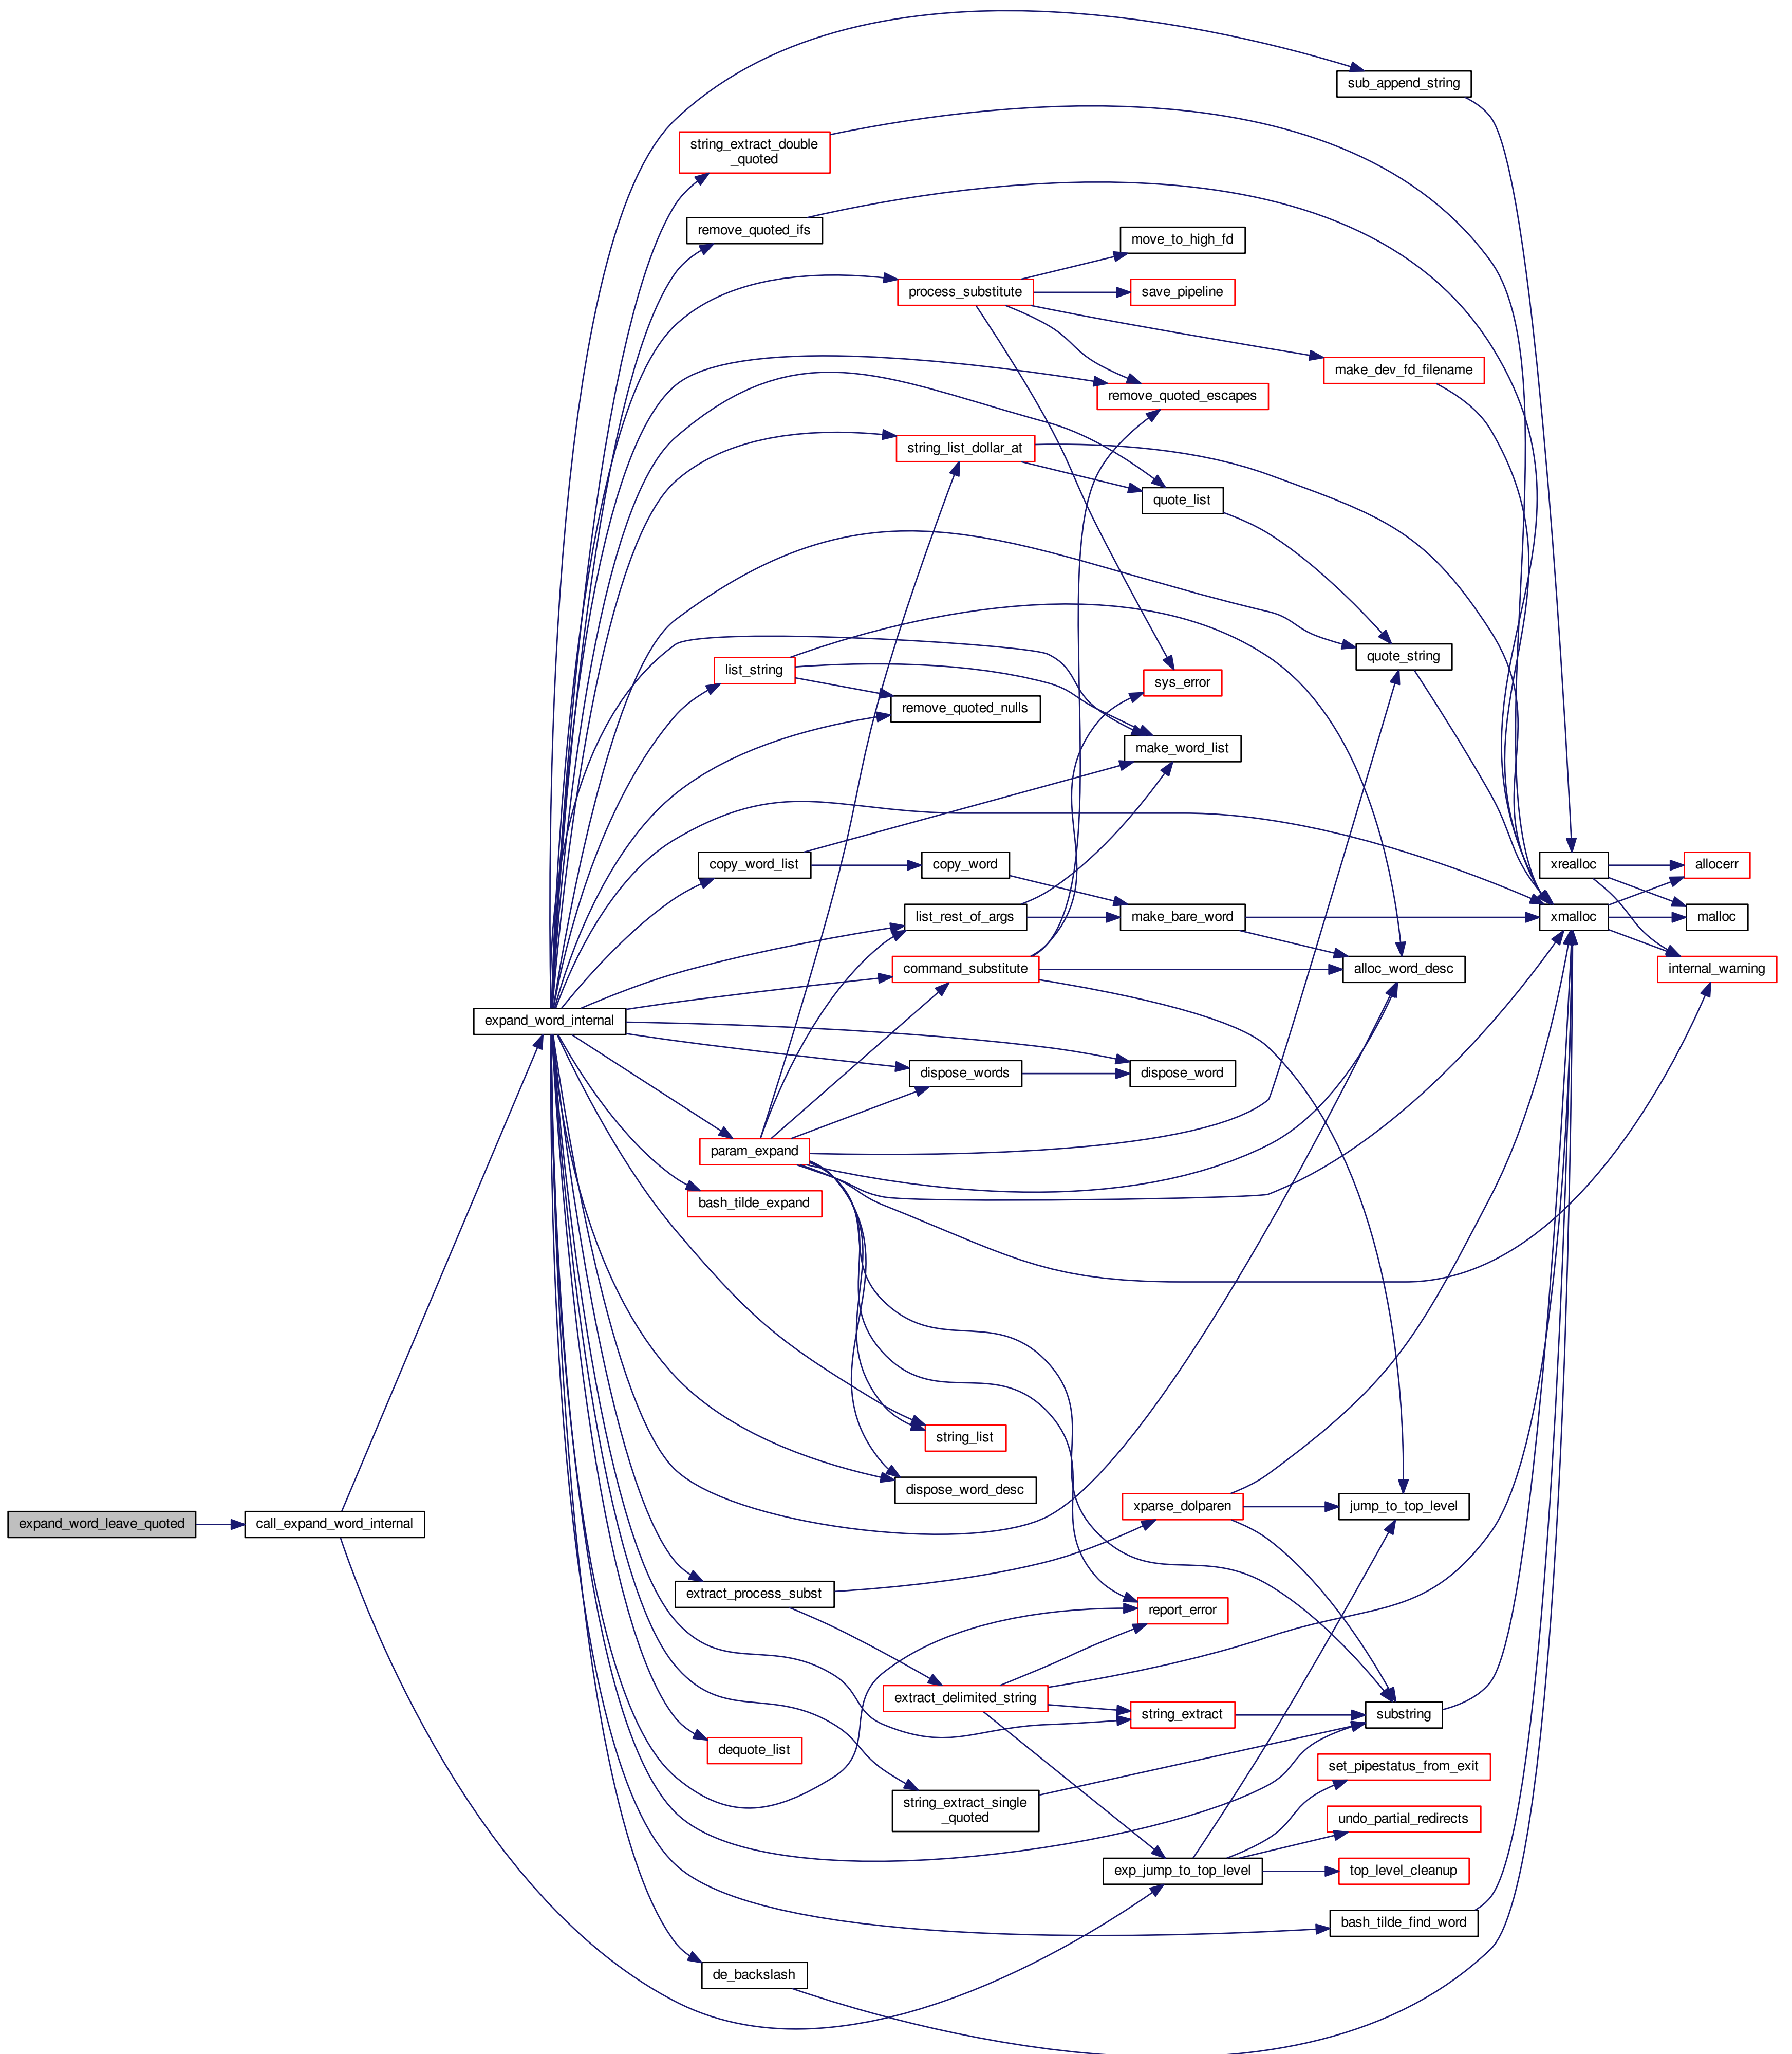 sub_append_string
string_extract_double
_quoted
remove_quoted_ifs
move_to_high_fd
process_substitute
save_pipeline
make_dev_fd_filename
remove_quoted_escapes
string_list_dollar_at
quote_list
quote_string
list_string
sys_error
remove_quoted_nulls
make_word_list
copy_word_list
copy_word
xrealloc
allocerr
list_rest_of_args
make_bare_word
xmalloc
malloc
command_substitute
alloc_word_desc
internal_warning
expand_word_internal
dispose_words
dispose_word
param_expand
bash_tilde_expand
string_list
dispose_word_desc
xparse_dolparen
jump_to_top_level
expand_word_leave_quoted
call_expand_word_internal
extract_process_subst
report_error
extract_delimited_string
string_extract
substring
dequote_list
set_pipestatus_from_exit
string_extract_single
_quoted
undo_partial_redirects
exp_jump_to_top_level
top_level_cleanup
bash_tilde_find_word
de_backslash